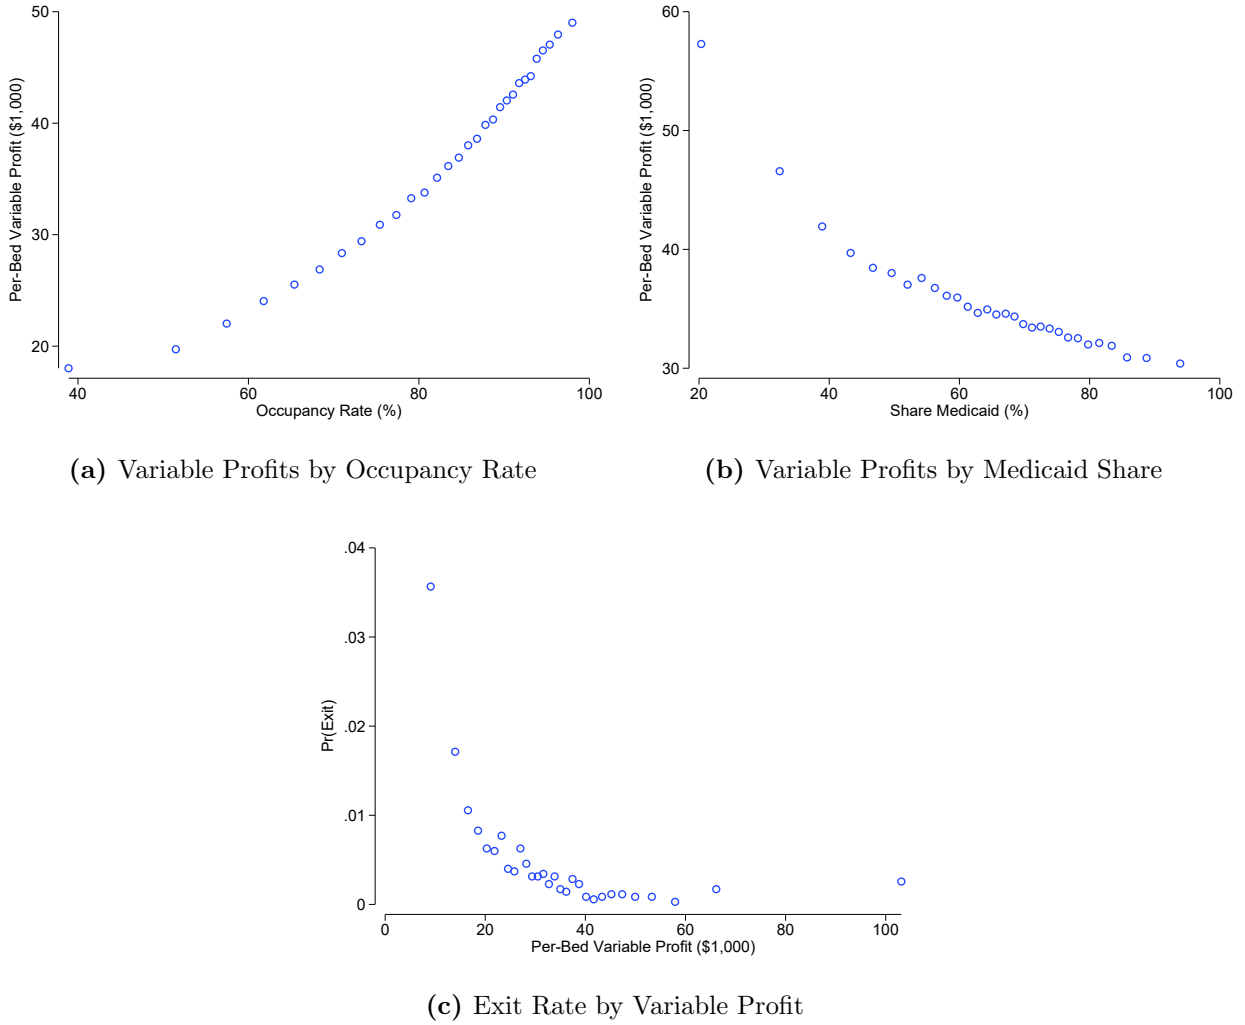 50
40
30
20
Per-Bed Variable Profit ($1,000)
40 60 80 100
Occupancy Rate (%)
(a) Variable Profits by Occupancy Rate
60
50
40
30
Per-Bed Variable Profit ($1,000)
20 40 60 80 100
Share Medicaid (%)
(b) Variable Profits by Medicaid Share
.04
.03
.02
.01
0
Pr(Exit)
0 20 40 60 80 100
Per-Bed Variable Profit ($1,000)
(c) Exit Rate by Variable Profit